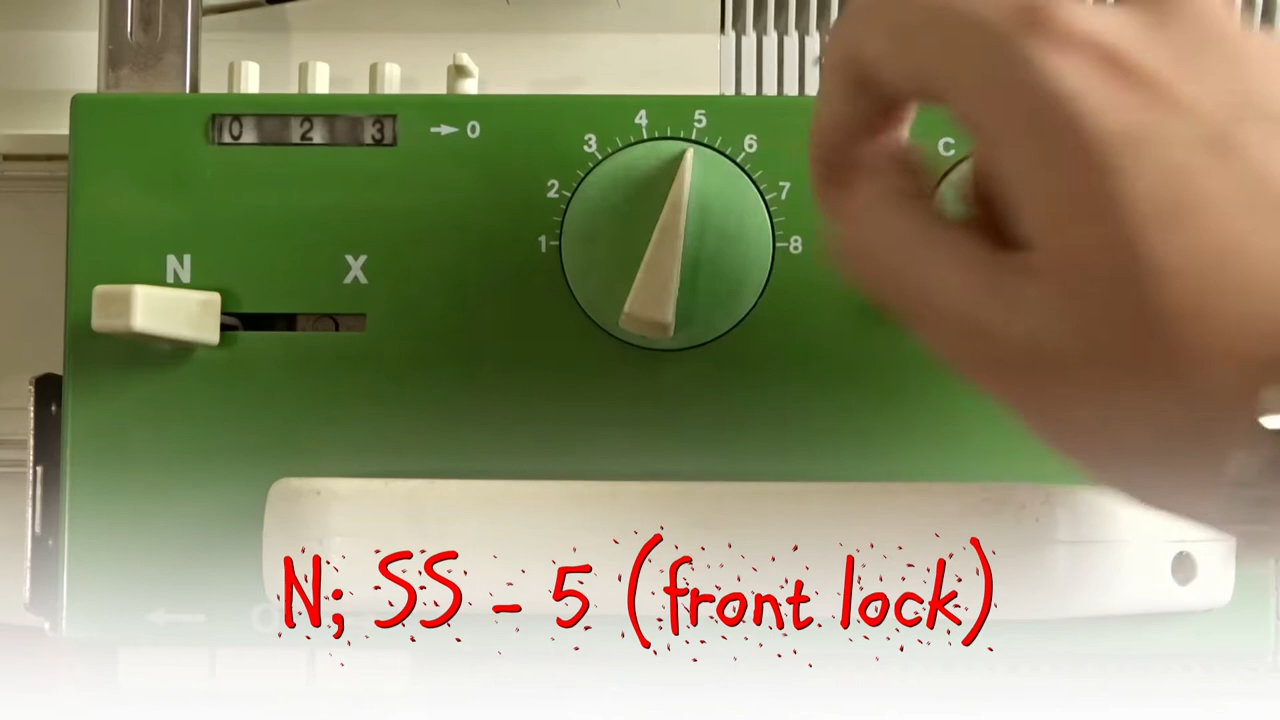 0 2 3 → 0
1 2 3 4 5 6 7 8
C
N X
N; SS - 5 (front lock)